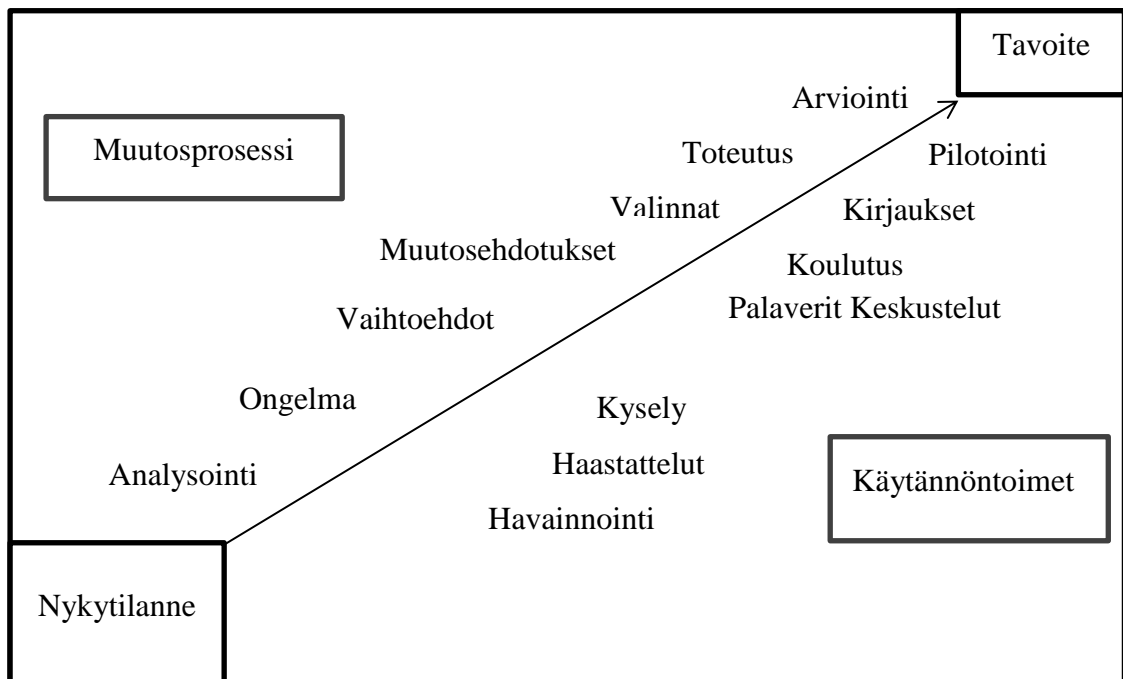 Tavoite
Arviointi
Muutosprosessi
Toteutus
Pilotointi
Valinnat
Kirjaukset
Muutosehdotukset
Koulutus
Palaverit Keskustelut
Vaihtoehdot
Ongelma
Kysely
Haastattelut
Analysointi
Käytännöntoimet
Havainnointi
Nykytilanne